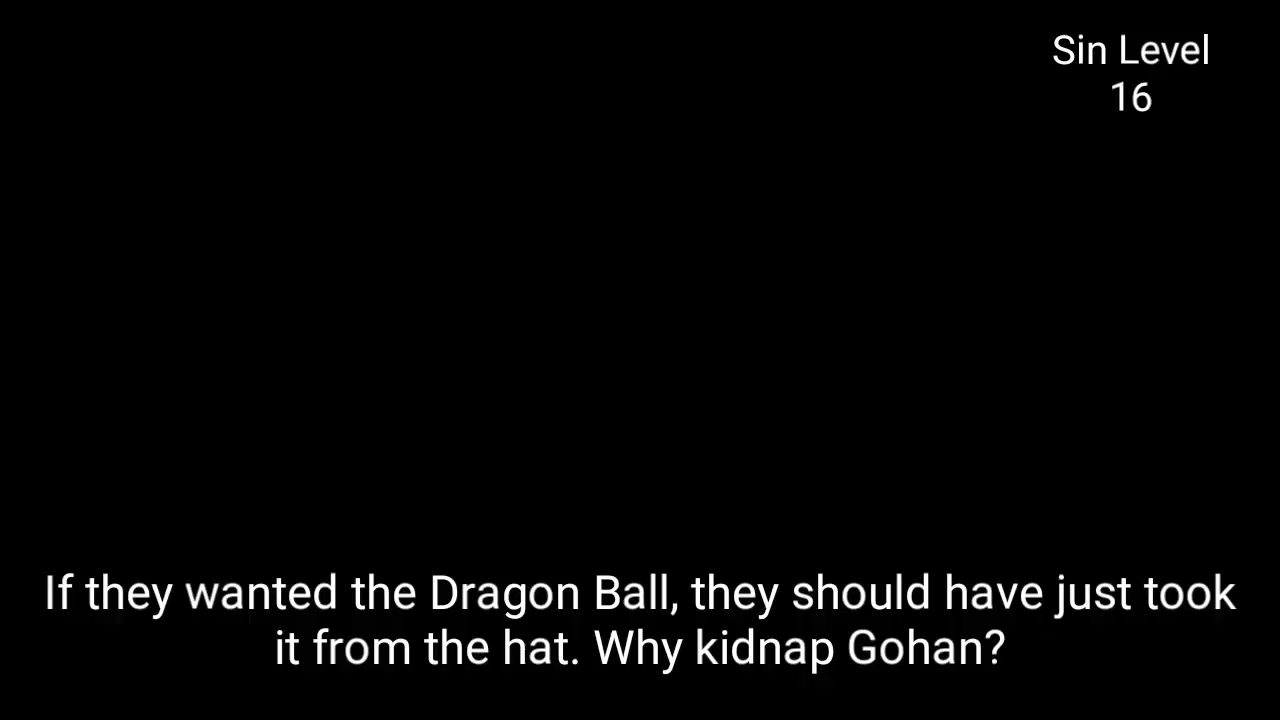 Sin Level
16
If they wanted the Dragon Ball, they should have just took
it from the hat. Why kidnap Gohan?